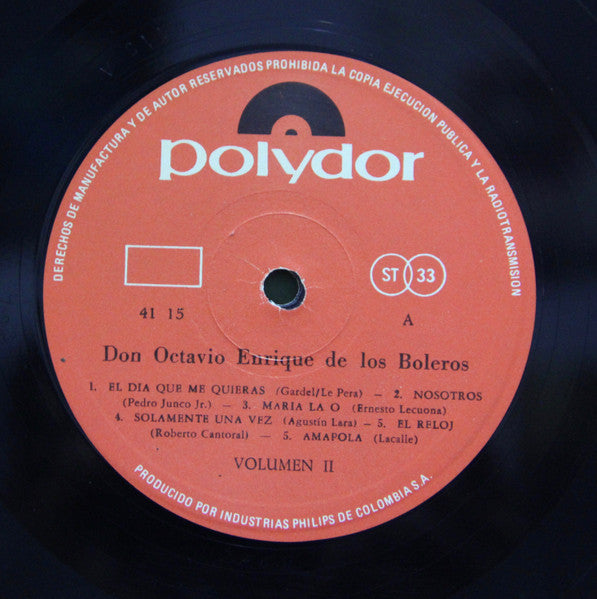 DERECHOS DE MANUFACTURA Y DE AUTOR RESERVADOS PROHIBIDA LA COPIA EJECUCION PUBLICA Y LA RADIOTRANSMISION
polydor
ST 33
41 15 A
Don Octavio Enrique de los Boleros
1. EL DIA QUE ME QUIERAS (Gardel/Le Pera) – 2. NOSOTROS
(Pedro Junco Jr.) – 3. MARIA LA O (Ernesto Lecuona)
4. SOLAMENTE UNA VEZ (Agustin Lara) – 5. EL RELOJ
(Roberto Cantoral) – 5. AMAPOLA (Lacalle)
VOLUMEN II
PRODUCIDO POR INDUSTRIAS PHILIPS DE COLOMBIA S.A.